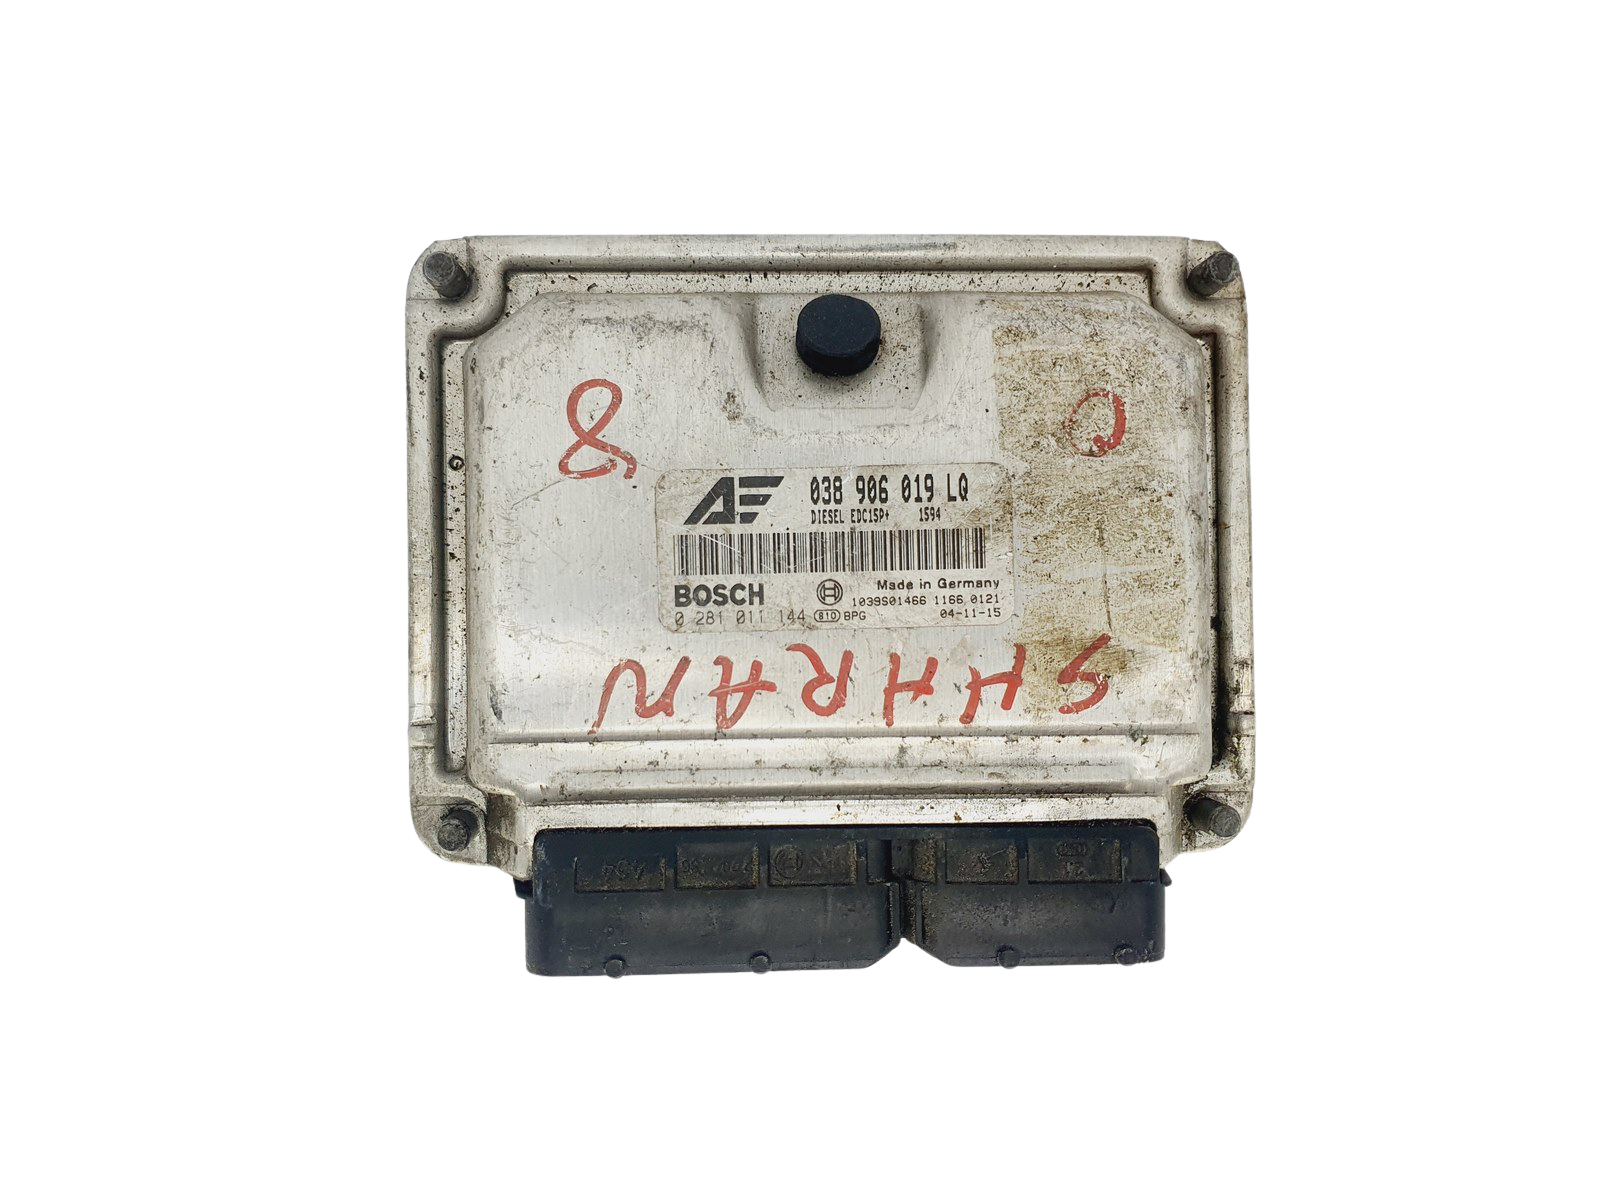 8
Q
AE 038 906 019 LQ
DIESEL EDC15P+ 1594
BOSCH Made in Germany
1039S01466 1166 0121
0 281 011 144 810 BPG 04-11-15
SHARAN